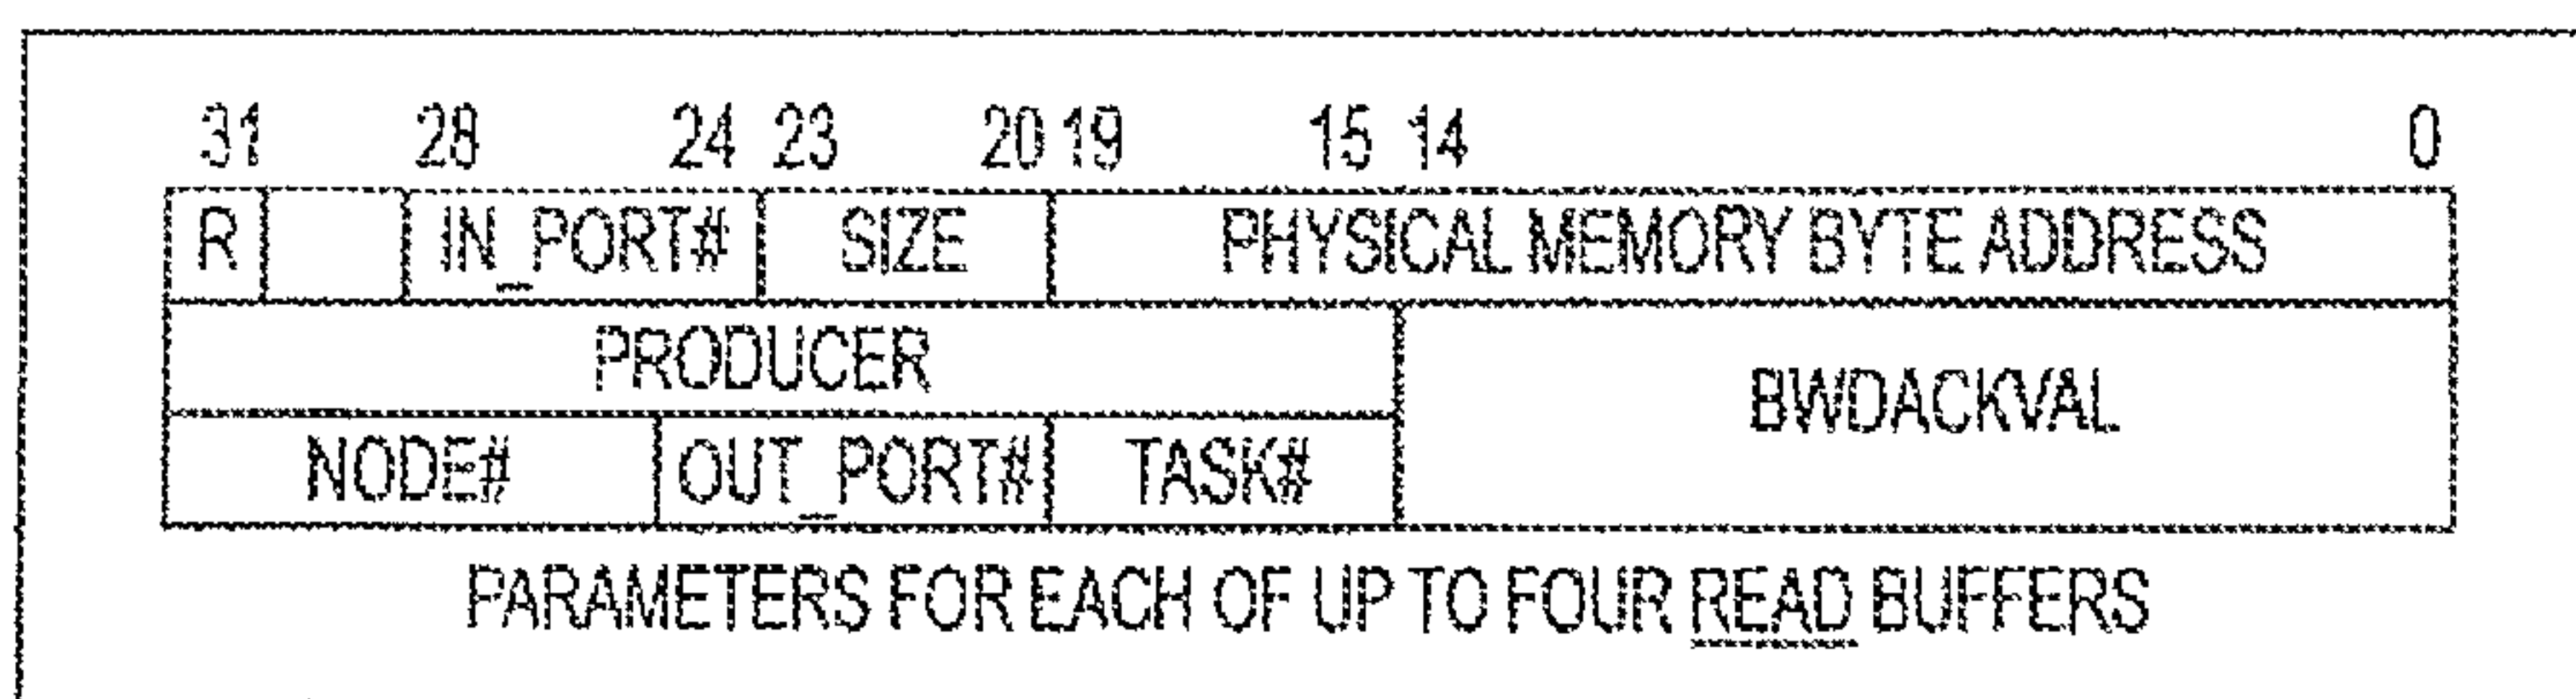 31 28 24 23 20 19 15 14 0
R IN_PORT# SIZE PHYSICAL MEMORY BYTE ADDRESS
PRODUCER
BWDACKVAL
NODE# OUT_PORT# TASK#
PARAMETERS FOR EACH OF UP TO FOUR READ BUFFERS